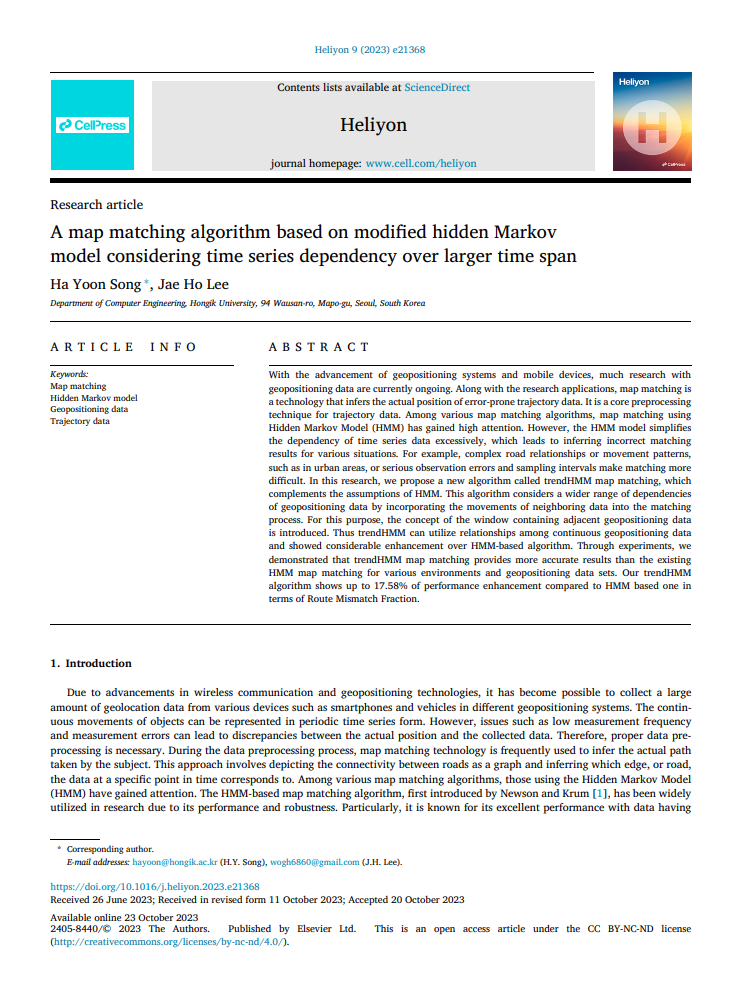 Heliyon 9 (2023) e21368
CellPress
Contents lists available at ScienceDirect
Heliyon
journal homepage: www.cell.com/heliyon
Heliyon
H
CellPress
Research article
A map matching algorithm based on modified hidden Markov
model considering time series dependency over larger time span
Ha Yoon Song *, Jae Ho Lee
Department of Computer Engineering, Hongik University, 94 Wausan-ro, Mapo-gu, Seoul, South Korea
ARTICLE INFO
Keywords:
Map matching
Hidden Markov model
Geopositioning data
Trajectory data
ABSTRACT
With the advancement of geopositioning systems and mobile devices, much research with
geopositioning data are currently ongoing. Along with the research applications, map matching is
a technology that infers the actual position of error-prone trajectory data. It is a core preprocessing
technique for trajectory data. Among various map matching algorithms, map matching using
Hidden Markov Model (HMM) has gained high attention. However, the HMM model simplifies
the dependency of time series data excessively, which leads to inferring incorrect matching
results for various situations. For example, complex road relationships or movement patterns,
such as in urban areas, or serious observation errors and sampling intervals make matching more
difficult. In this research, we propose a new algorithm called trendHMM map matching, which
complements the assumptions of HMM. This algorithm considers a wider range of dependencies
of geopositioning data by incorporating the movements of neighboring data into the matching
process. For this purpose, the concept of the window containing adjacent geopositioning data
is introduced. Thus trendHMM can utilize relationships among continuous geopositioning data
and showed considerable enhancement over HMM-based algorithm. Through experiments, we
demonstrated that trendHMM map matching provides more accurate results than the existing
HMM map matching for various environments and geopositioning data sets. Our trendHMM
algorithm shows up to 17.58% of performance enhancement compared to HMM based one in
terms of Route Mismatch Fraction.
1. Introduction
Due to advancements in wireless communication and geopositioning technologies, it has become possible to collect a large
amount of geolocation data from various devices such as smartphones and vehicles in different geopositioning systems. The contin-
uous movements of objects can be represented in periodic time series form. However, issues such as low measurement frequency
and measurement errors can lead to discrepancies between the actual position and the collected data. Therefore, proper data pre-
processing is necessary. During the data preprocessing process, map matching technology is frequently used to infer the actual path
taken by the subject. This approach involves depicting the connectivity between roads as a graph and inferring which edge, or road,
the data at a specific point in time corresponds to. Among various map matching algorithms, those using the Hidden Markov Model
(HMM) have gained attention. The HMM-based map matching algorithm, first introduced by Newson and Krum [1], has been widely
utilized in research due to its performance and robustness. Particularly, it is known for its excellent performance with data having
* Corresponding author.
E-mail addresses: hayoon@hongik.ac.kr (H.Y. Song), wogh6860@gmail.com (J.H. Lee).
https://doi.org/10.1016/j.heliyon.2023.e21368
Received 26 June 2023; Received in revised form 11 October 2023; Accepted 20 October 2023
Available online 23 October 2023
2405-8440/© 2023 The Authors. Published by Elsevier Ltd. This is an open access article under the CC BY-NC-ND license
(http://creativecommons.org/licenses/by-nc-nd/4.0/).